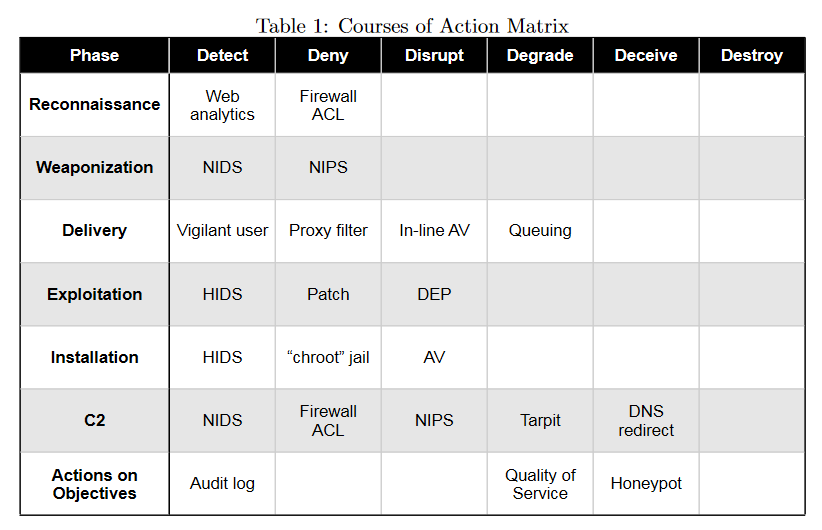 Table 1: Courses of Action Matrix
Phase Detect Deny Disrupt Degrade Deceive Destroy
Reconnaissance Web analytics Firewall ACL
Weaponization NIDS NIPS
Delivery Vigilant user Proxy filter In-line AV Queuing
Exploitation HIDS Patch DEP
Installation HIDS “chroot” jail AV
C2 NIDS Firewall ACL NIPS Tarpit DNS redirect
Actions on Objectives Audit log Quality of Service Honeypot